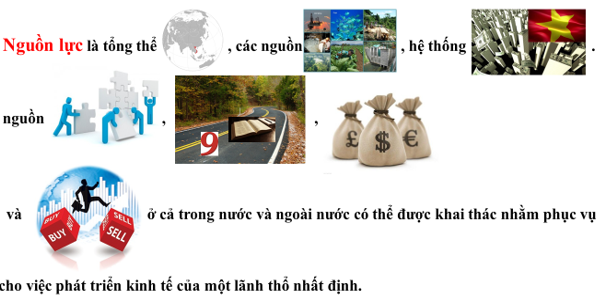 Nguồn lực là tổng thể , các nguồn , hệ thống .
nguồn , 9 , £ $ €
và BUY BUY SELL SELL ở cả trong nước và ngoài nước có thể được khai thác nhằm phục vụ
cho việc phát triển kinh tế của một lãnh thổ nhất định.